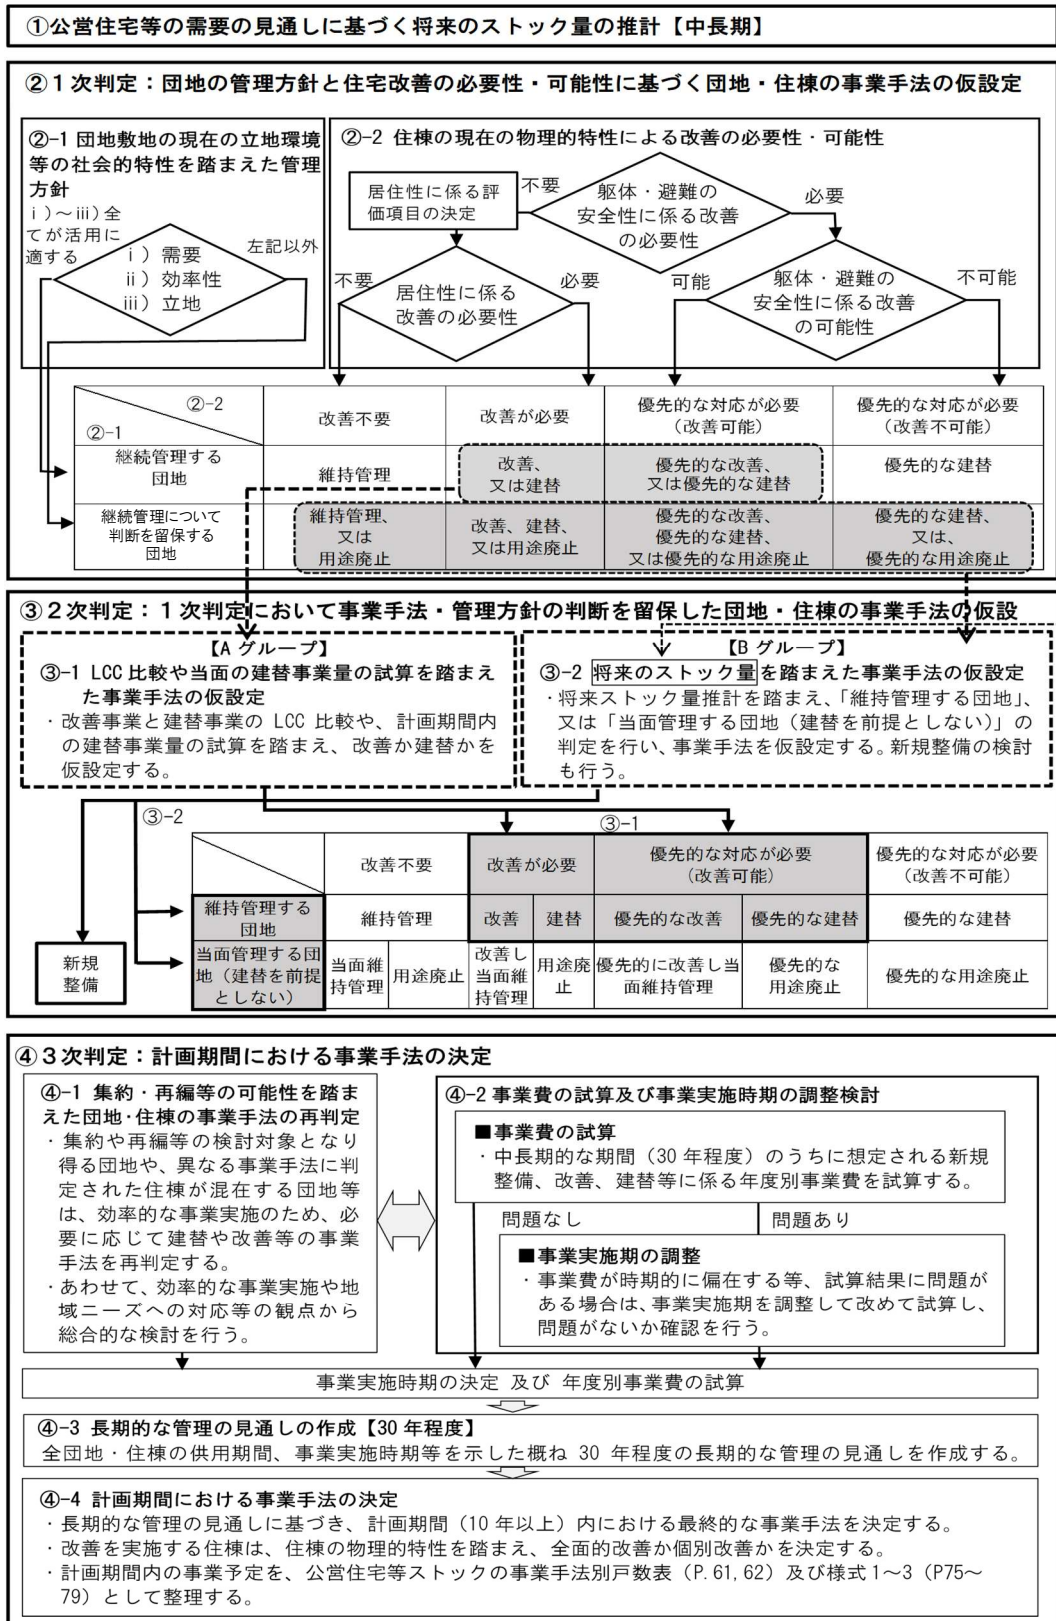 ①公営住宅等の需要の見通しに基づく将来のストック量の推計【中長期】
②１次判定：団地の管理方針と住宅改善の必要性・可能性に基づく団地・住棟の事業手法の仮設定
②-1 団地敷地の現在の立地環境
等の社会的特性を踏まえた管理
方針
ⅰ）～ⅲ）全
てが活用に
適する
ⅰ）需要
ⅱ）効率性
ⅲ）立地
左記以外
②-2 住棟の現在の物理的特性による改善の必要性・可能性
居住性に係る評
価項目の決定
不要
躯体・避難の
安全性に係る改善
の必要性
必要
不要
居住性に係る
改善の必要性
必要
可能
躯体・避難の
安全性に係る改善
の可能性
不可能
②-2
②-1
改善不要
改善が必要
優先的な対応が必要
（改善可能）
優先的な対応が必要
（改善不可能）
継続管理する
団地
維持管理
改善、
又は建替
優先的な改善、
又は優先的な建替
優先的な建替
継続管理について
判断を留保する
団地
維持管理、
又は
用途廃止
改善、建替、
又は用途廃止
優先的な改善、
優先的な建替、
又は優先的な用途廃止
優先的な建替、
又は、
優先的な用途廃止
③２次判定：１次判定において事業手法・管理方針の判断を留保した団地・住棟の事業手法の仮設
【A グループ】
③-1 LCC 比較や当面の建替事業量の試算を踏まえ
た事業手法の仮設定
・改善事業と建替事業の LCC 比較や、計画期間内
の建替事業量の試算を踏まえ、改善か建替かを
仮設定する。
【B グループ】
③-2 将来のストック量を踏まえた事業手法の仮設定
・将来ストック量推計を踏まえ、「維持管理する団地」、
又は「当面管理する団地（建替を前提としない）」の
判定を行い、事業手法を仮設定する。新規整備の検討
も行う。
③-2
③-1
改善不要
改善が必要
優先的な対応が必要
（改善可能）
優先的な対応が必要
（改善不可能）
維持管理する
団地
維持管理
改善
建替
優先的な改善
優先的な建替
優先的な建替
新規
整備
当面管理する団
地（建替を前提
としない）
当面維
持管理
用途廃止
改善し
当面維
持管理
用途廃
止
優先的に改善し当
面維持管理
優先的な
用途廃止
優先的な用途廃止
④３次判定：計画期間における事業手法の決定
④-1 集約・再編等の可能性を踏ま
えた団地･住棟の事業手法の再判定
・集約や再編等の検討対象となり
得る団地や、異なる事業手法に判
定された住棟が混在する団地等
は、効率的な事業実施のため、必
要に応じて建替や改善等の事業
手法を再判定する。
・あわせて、効率的な事業実施や地
域ニーズへの対応等の観点から
総合的な検討を行う。
④-2 事業費の試算及び事業実施時期の調整検討
■事業費の試算
・中長期的な期間（30 年程度）のうちに想定される新規
整備、改善、建替等に係る年度別事業費を試算する。
問題なし
問題あり
■事業実施期の調整
・事業費が時期的に偏在する等、試算結果に問題が
ある場合は、事業実施期を調整して改めて試算し、
問題がないか確認を行う。
事業実施時期の決定 及び 年度別事業費の試算
④-3 長期的な管理の見通しの作成【30 年程度】
全団地・住棟の供用期間、事業実施時期等を示した概ね 30 年程度の長期的な管理の見通しを作成する。
④-4 計画期間における事業手法の決定
・長期的な管理の見通しに基づき、計画期間（10 年以上）内における最終的な事業手法を決定する。
・改善を実施する住棟は、住棟の物理的特性を踏まえ、全面的改善か個別改善かを決定する。
・計画期間内の事業予定を、公営住宅等ストックの事業手法別戸数表（P.61,62）及び様式 1～3（P75～
79）として整理する。